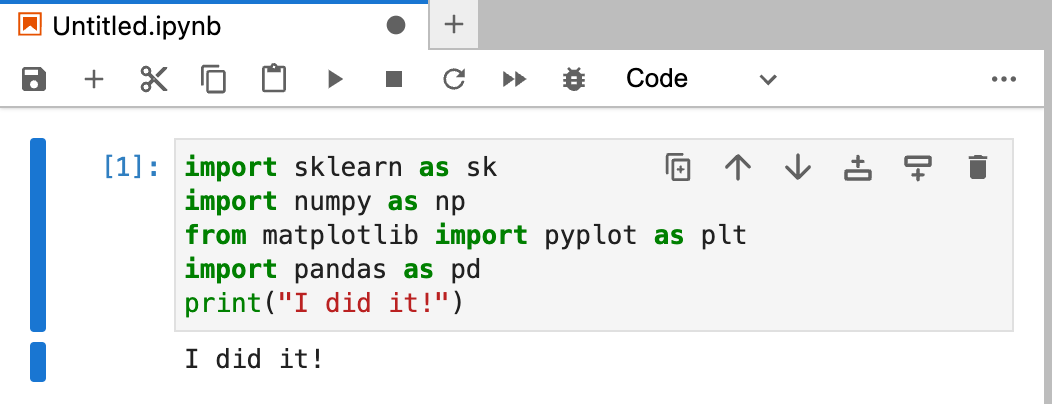 Untitled.ipynb
Code
[1]:
import sklearn as sk
import numpy as np
from matplotlib import pyplot as plt
import pandas as pd
print("I did it!")
I did it!